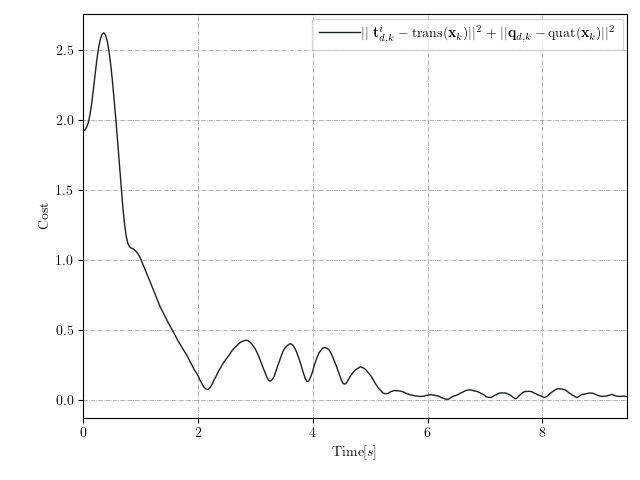 || t^i_{d,k} − trans(x_k)||² + ||q_{d,k} − quat(x_k)||²
2.5
2.0
1.5
1.0
0.5
0.0
Cost
0 2 4 6 8
Time[s]